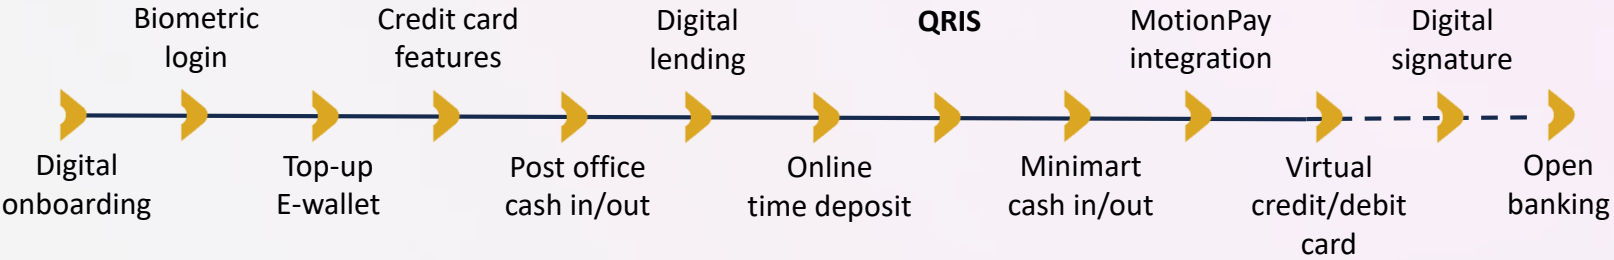 Biometric
login
Credit card
features
Digital
lending
QRIS
MotionPay
integration
Digital
signature
Digital
onboarding
Top-up
E-wallet
Post office
cash in/out
Online
time deposit
Minimart
cash in/out
Virtual
credit/debit
card
Open
banking